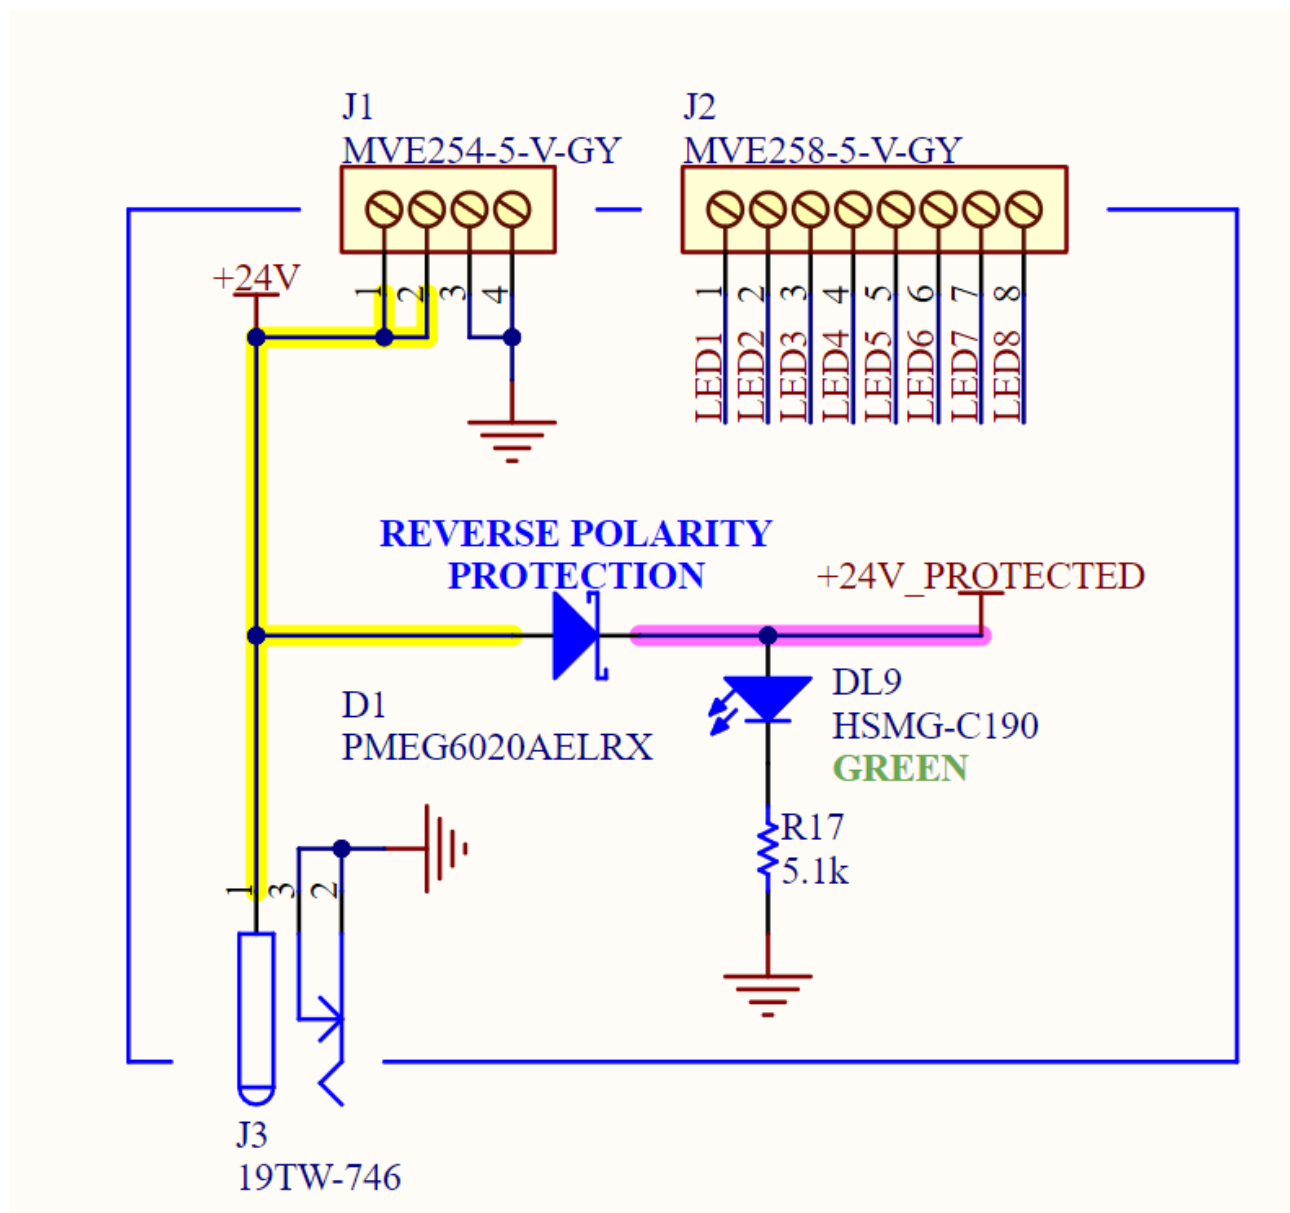 J1
MVE254-5-V-GY
J2
MVE258-5-V-GY
+24V
1
2
3
4
1
2
3
4
5
6
7
8
LED1
LED2
LED3
LED4
LED5
LED6
LED7
LED8
REVERSE POLARITY
PROTECTION
+24V_PROTECTED
D1
PMEG6020AELRX
DL9
HSMG-C190
GREEN
R17
5.1k
1
3
2
J3
19TW-746